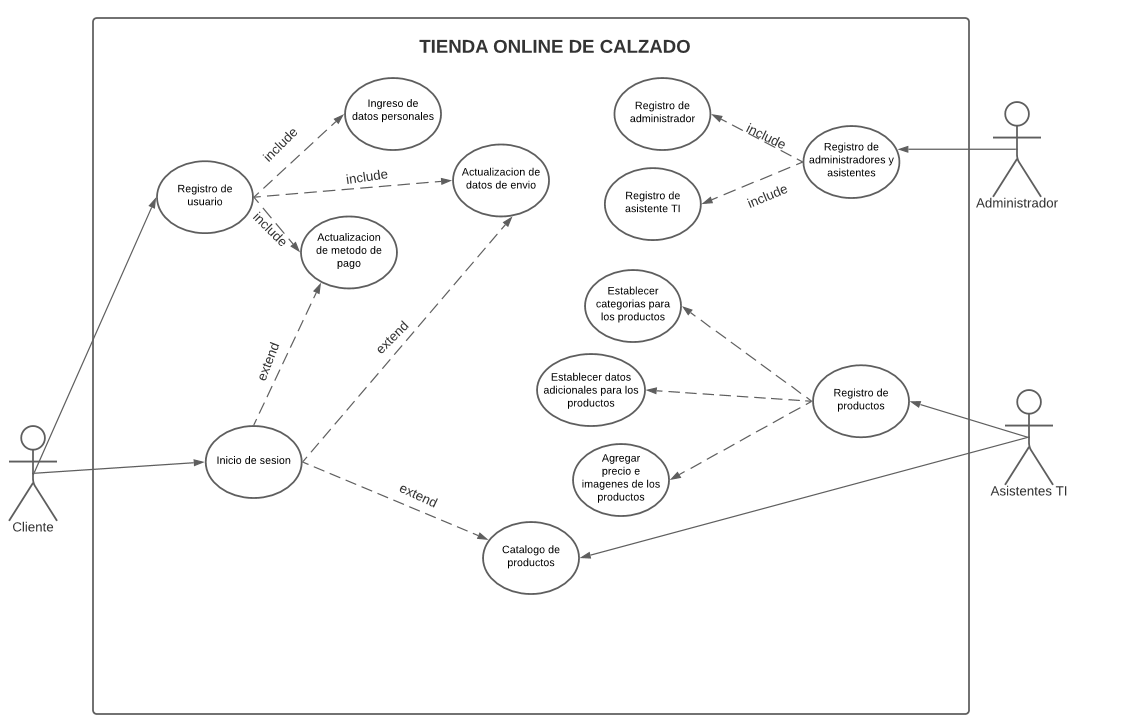 TIENDA ONLINE DE CALZADO
Ingreso de
datos personales
include
Registro de
usuario
include
Actualizacion de
datos de envio
include
Actualizacion
de metodo de
pago
Registro de
administrador
include
Registro de
administradores y
asistentes
Registro de
asistente TI
include
Administrador
Establecer
categorias para
los productos
Establecer datos
adicionales para los
productos
Registro de
productos
Agregar
precio e
imagenes de los
productos
Asistentes TI
extend
extend
Inicio de sesion
extend
Cliente
Catalogo de
productos